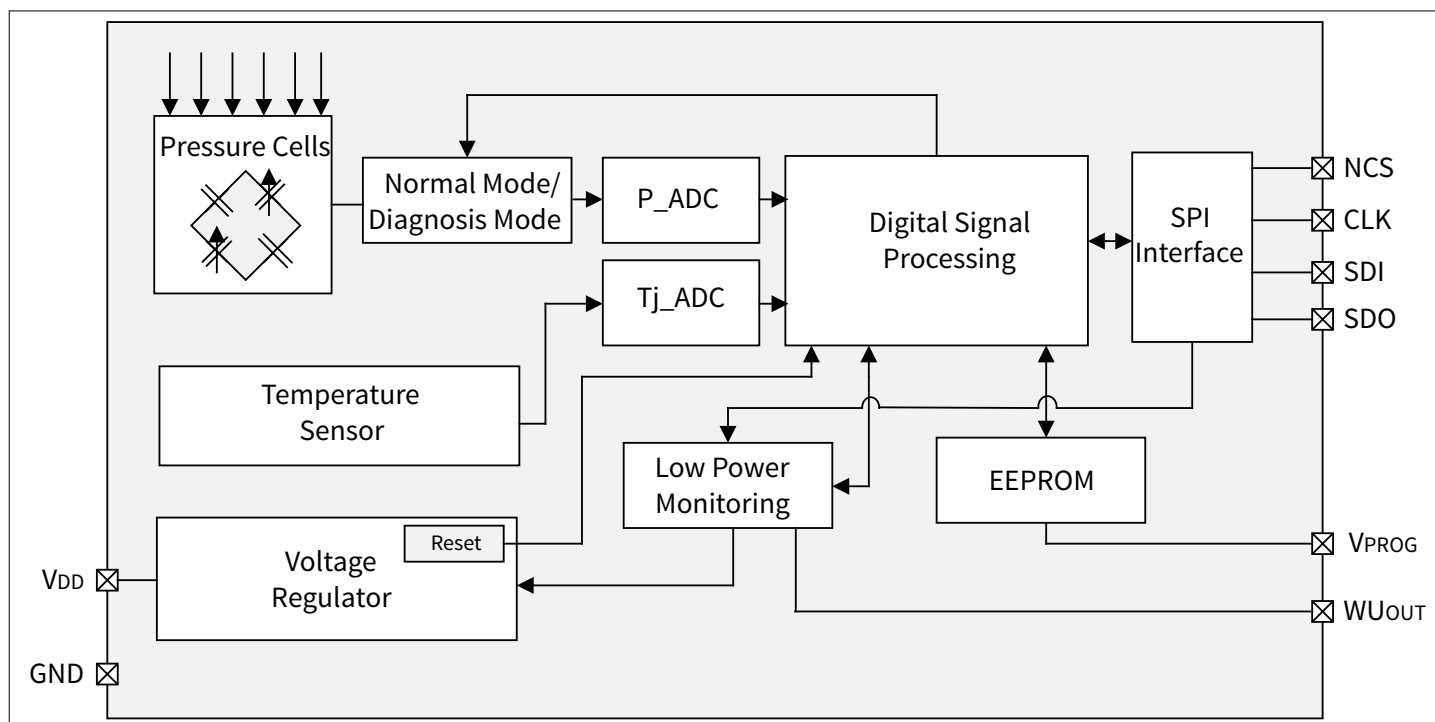 Pressure Cells
Normal Mode/
Diagnosis Mode
P_ADC
Digital Signal
Processing
SPI
Interface
NCS
CLK
SDI
SDO
Tj_ADC
Temperature
Sensor
Low Power
Monitoring
EEPROM
Reset
Voltage
Regulator
VDD
GND
VPROG
WUOUT